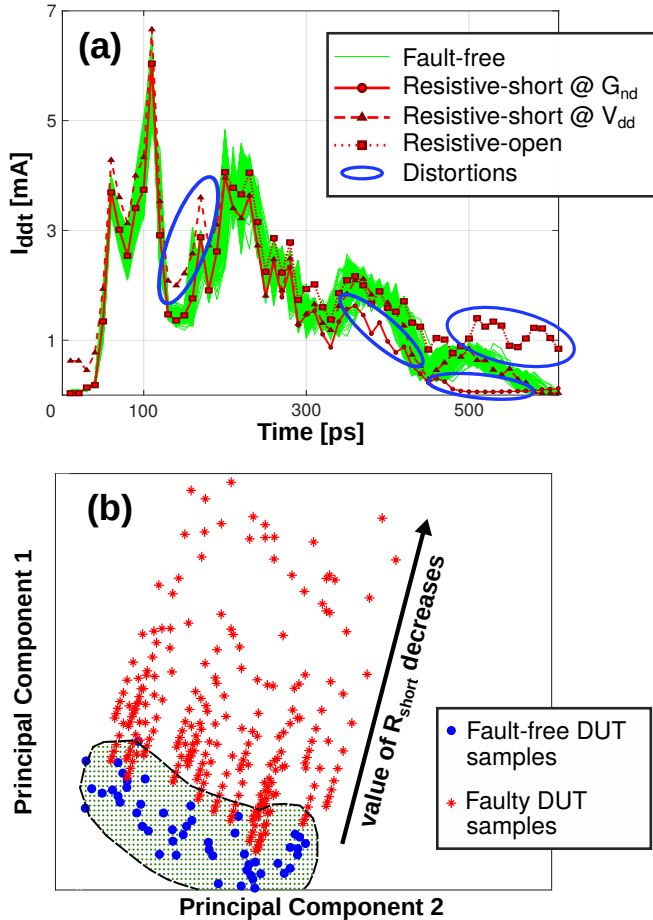 (a)
7
5
3
1
I_ddt [mA]
Fault-free
Resistive-short @ G_nd
Resistive-short @ V_dd
Resistive-open
Distortions
100
300
500
Time [ps]
(b)
Principal Component 1
value of R_short decreases
Fault-free DUT
samples
Faulty DUT
samples
Principal Component 2